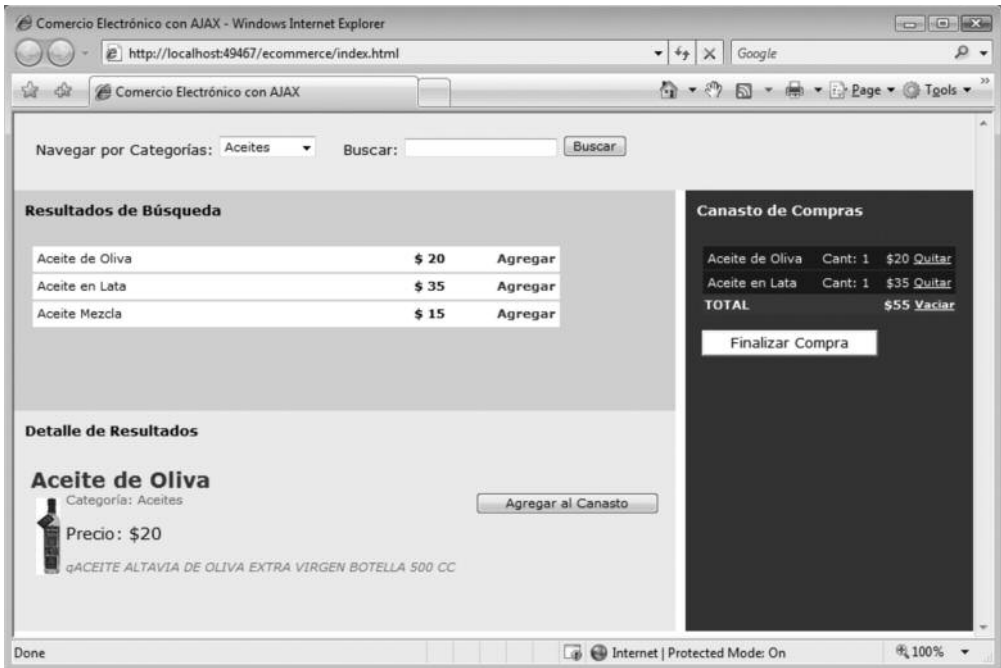 Comercio Electrónico con AJAX - Windows Internet Explorer
http://localhost:49467/ecommerce/index.html
Google
Comercio Electrónico con AJAX
Page
Tools
Navegar por Categorías: Aceites Buscar: Buscar
Resultados de Búsqueda
Aceite de Oliva $ 20 Agregar
Aceite en Lata $ 35 Agregar
Aceite Mezcla $ 15 Agregar
Canasto de Compras
Aceite de Oliva Cant: 1 $20 Quitar
Aceite en Lata Cant: 1 $35 Quitar
TOTAL $55 Vaciar
Finalizar Compra
Detalle de Resultados
Aceite de Oliva
Categoría: Aceites
Agregar al Canasto
Precio: $20
qACEITE ALTAVIA DE OLIVA EXTRA VIRGEN BOTELLA 500 CC
Done
Internet | Protected Mode: On
100%